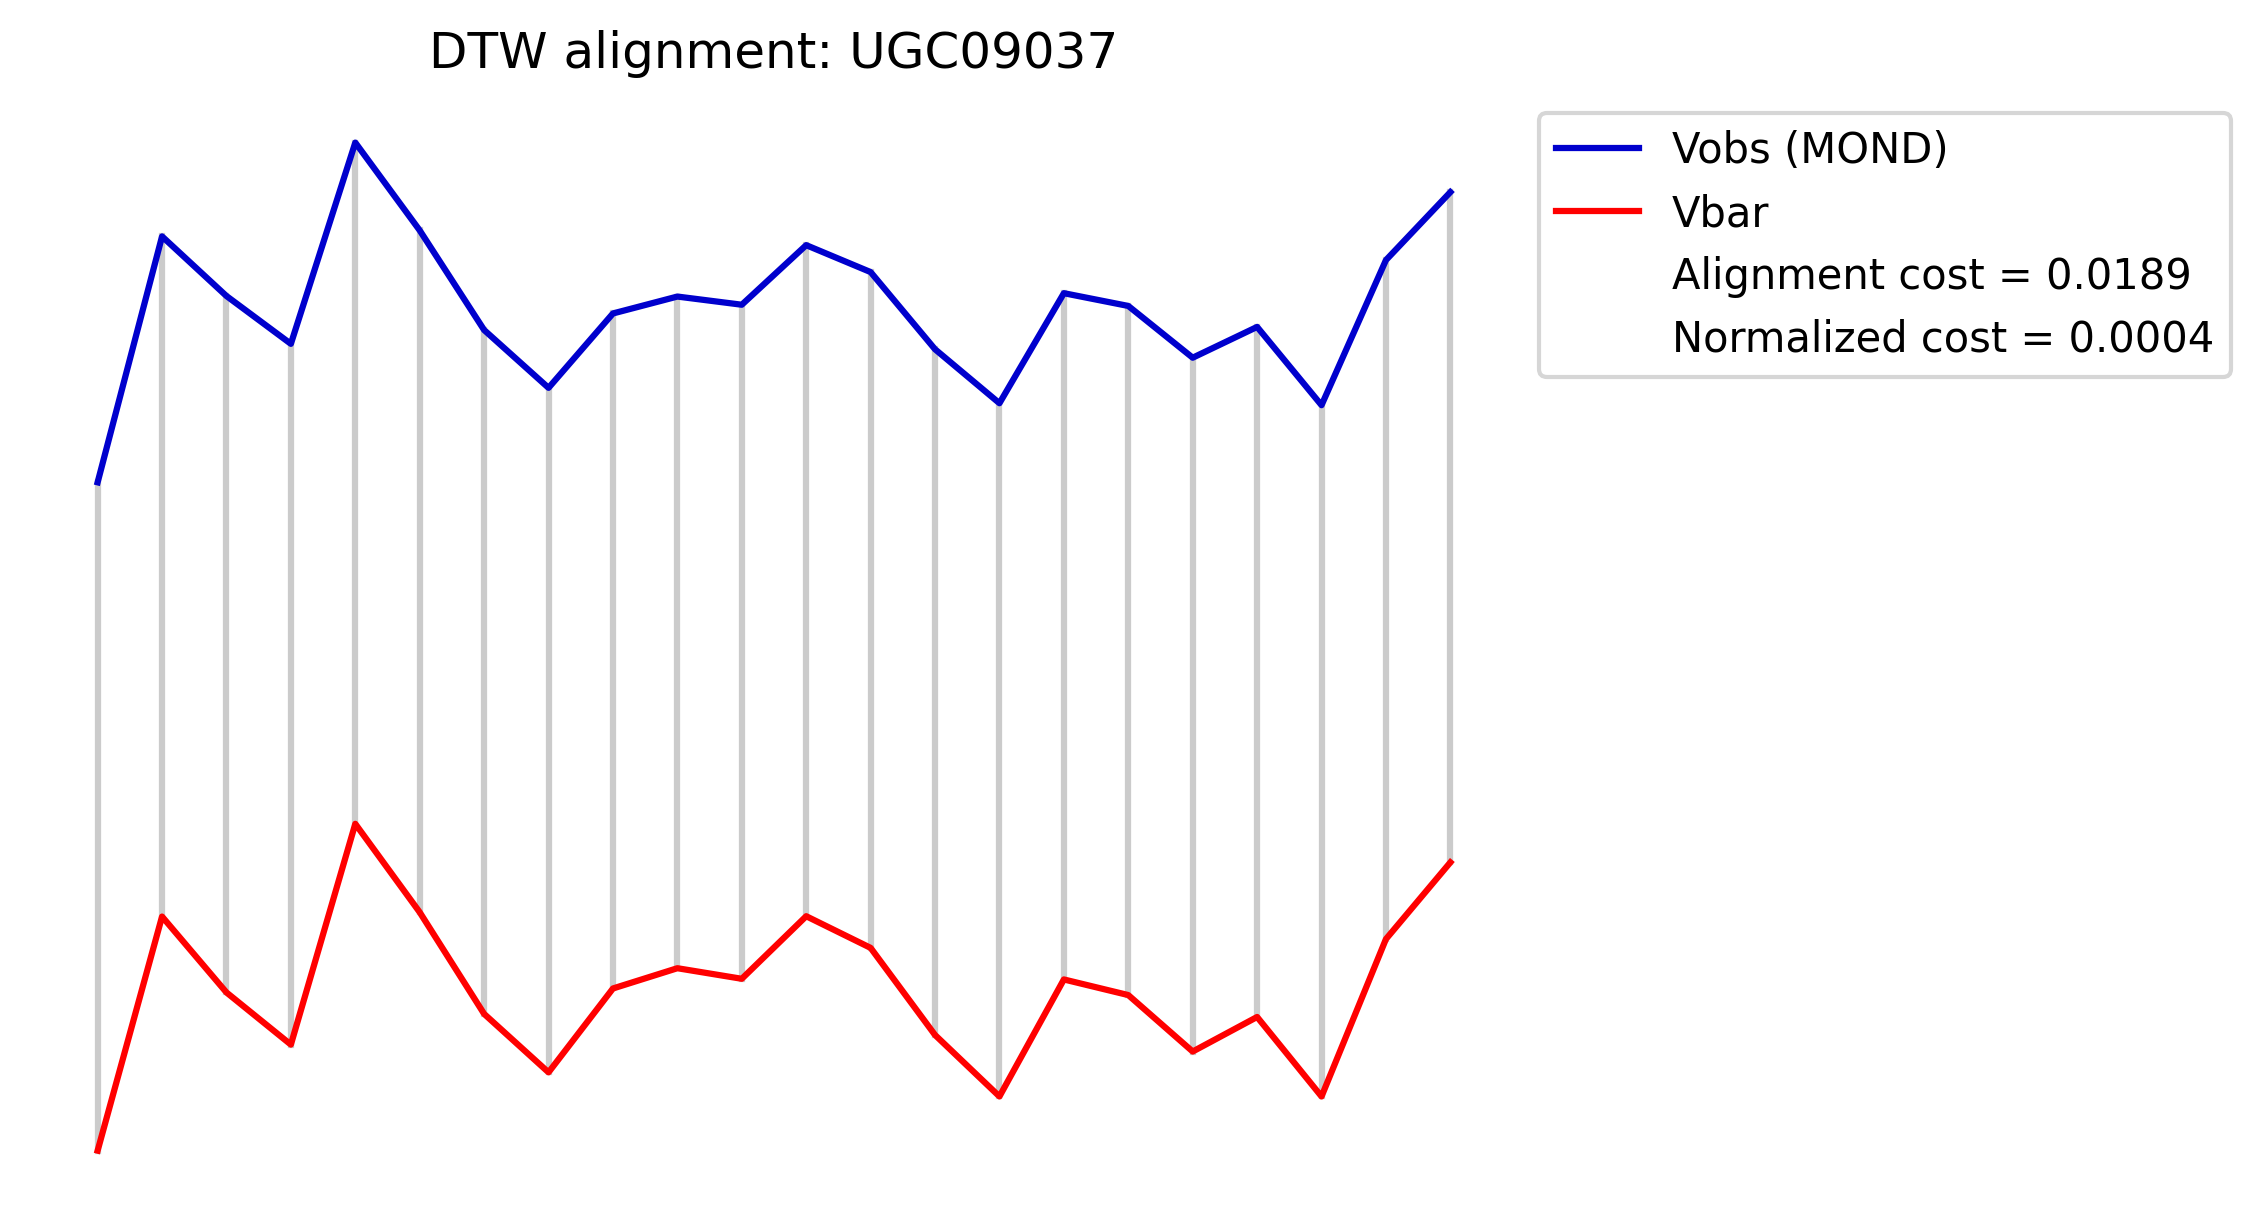 DTW alignment: UGC09037
Vobs (MOND)
Vbar
Alignment cost = 0.0189
Normalized cost = 0.0004